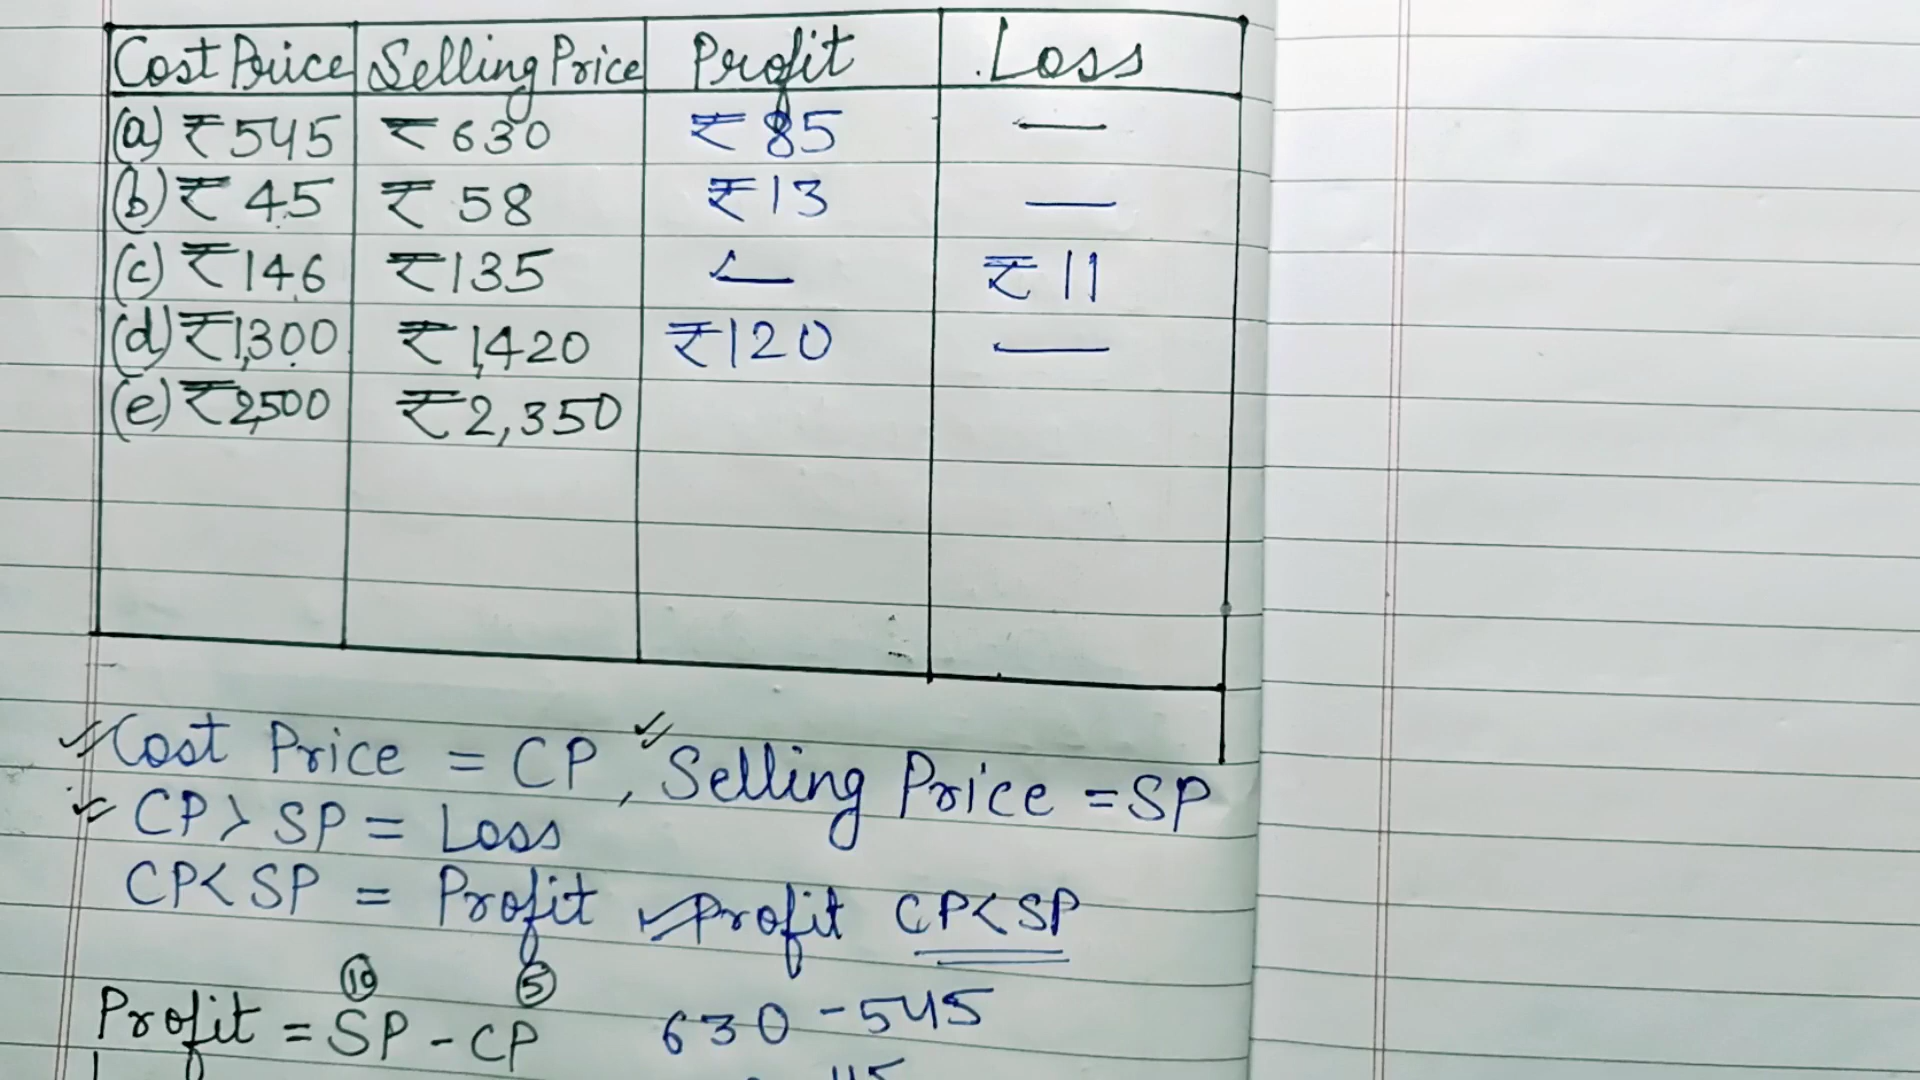 Cost Price Selling Price Profit Loss
(a) ₹545 ₹630 ₹85 —
(b) ₹45 ₹58 ₹13 —
(c) ₹146 ₹135 — ₹11
(d) ₹1,300 ₹1,420 ₹120 —
(e) ₹2,500 ₹2,350
Cost Price = CP, Selling Price = SP
CP > SP = Loss
CP < SP = Profit Profit CP < SP
10 5
Profit = SP - CP 630 - 545